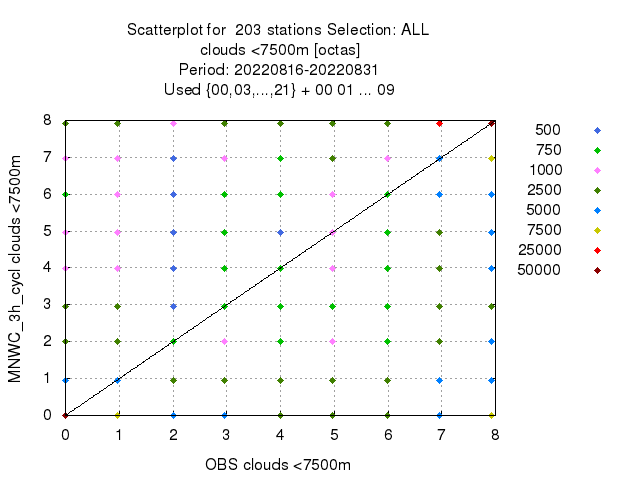 Scatterplot for 203 stations Selection: ALL
clouds <7500m [octas]
Period: 20220816-20220831
Used {00,03,...,21} + 00 01 ... 09
MNWC_3h_cycl clouds <7500m
8
7
6
5
4
3
2
1
0
0 1 2 3 4 5 6 7 8
OBS clouds <7500m
500
750
1000
2500
5000
7500
25000
50000